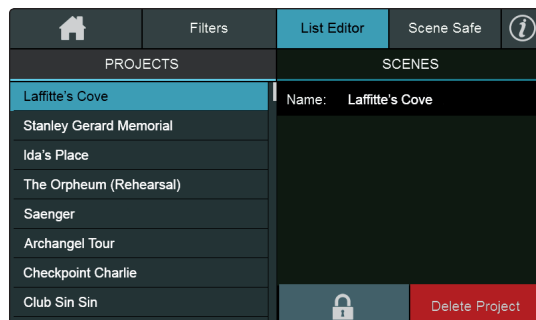 Filters
List Editor
Scene Safe
i
PROJECTS
SCENES
Laffitte's Cove
Name: Laffitte's Cove
Stanley Gerard Memorial
Ida's Place
The Orpheum (Rehearsal)
Saenger
Archangel Tour
Checkpoint Charlie
Club Sin Sin
Delete Project